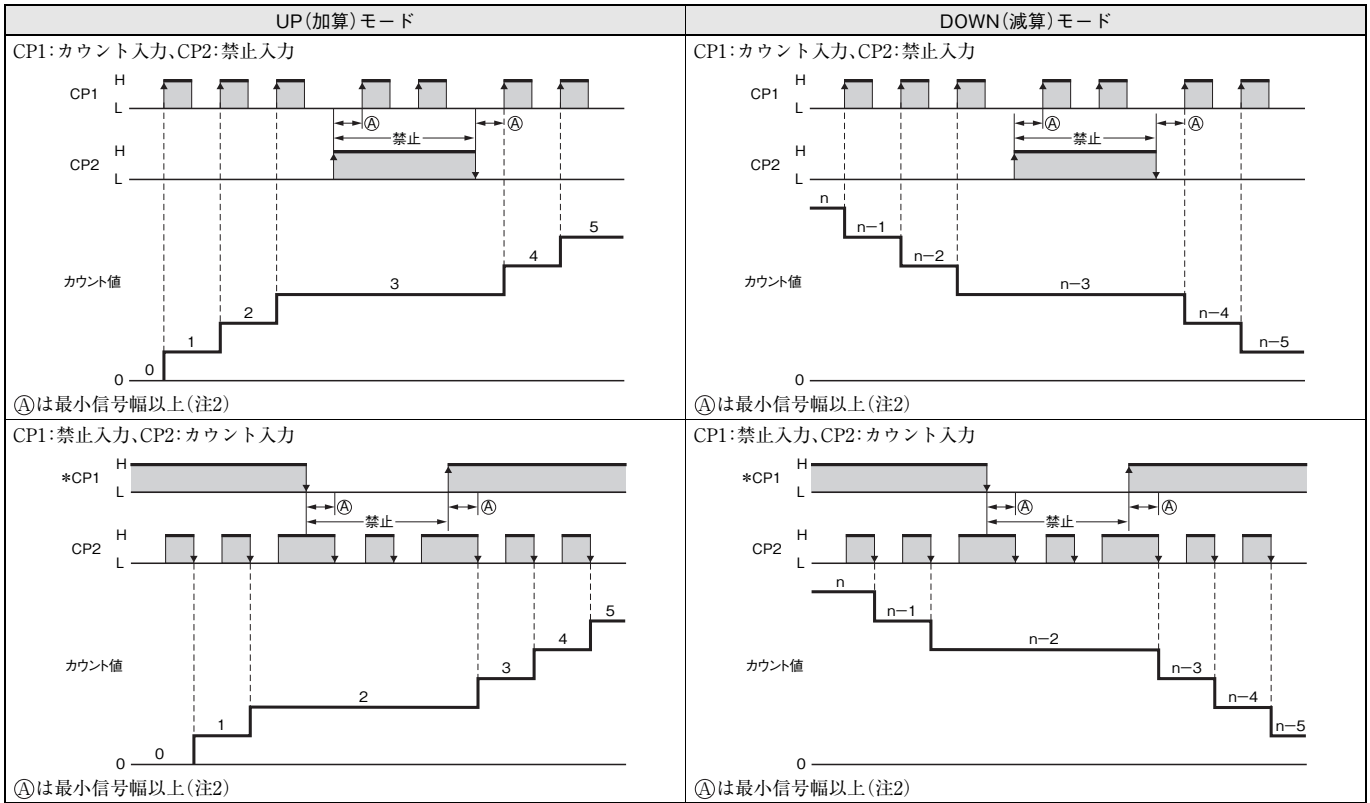 UP(加算)モード
DOWN(減算)モード
CP1:カウント入力、CP2:禁止入力
H
CP1
L
Ⓐ
Ⓐ
禁止
H
CP2
L
カウント値
0
1
2
3
4
5
0
Ⓐは最小信号幅以上(注2)
CP1:カウント入力、CP2:禁止入力
H
CP1
L
Ⓐ
Ⓐ
禁止
H
CP2
L
n
n−1
n−2
カウント値
n−3
n−4
n−5
0
Ⓐは最小信号幅以上(注2)
CP1:禁止入力、CP2:カウント入力
H
*CP1
L
Ⓐ
Ⓐ
禁止
H
CP2
L
カウント値
0
1
2
3
4
5
0
Ⓐは最小信号幅以上(注2)
CP1:禁止入力、CP2:カウント入力
H
*CP1
L
Ⓐ
Ⓐ
禁止
H
CP2
L
n
n−1
n−2
カウント値
n−3
n−4
n−5
0
Ⓐは最小信号幅以上(注2)